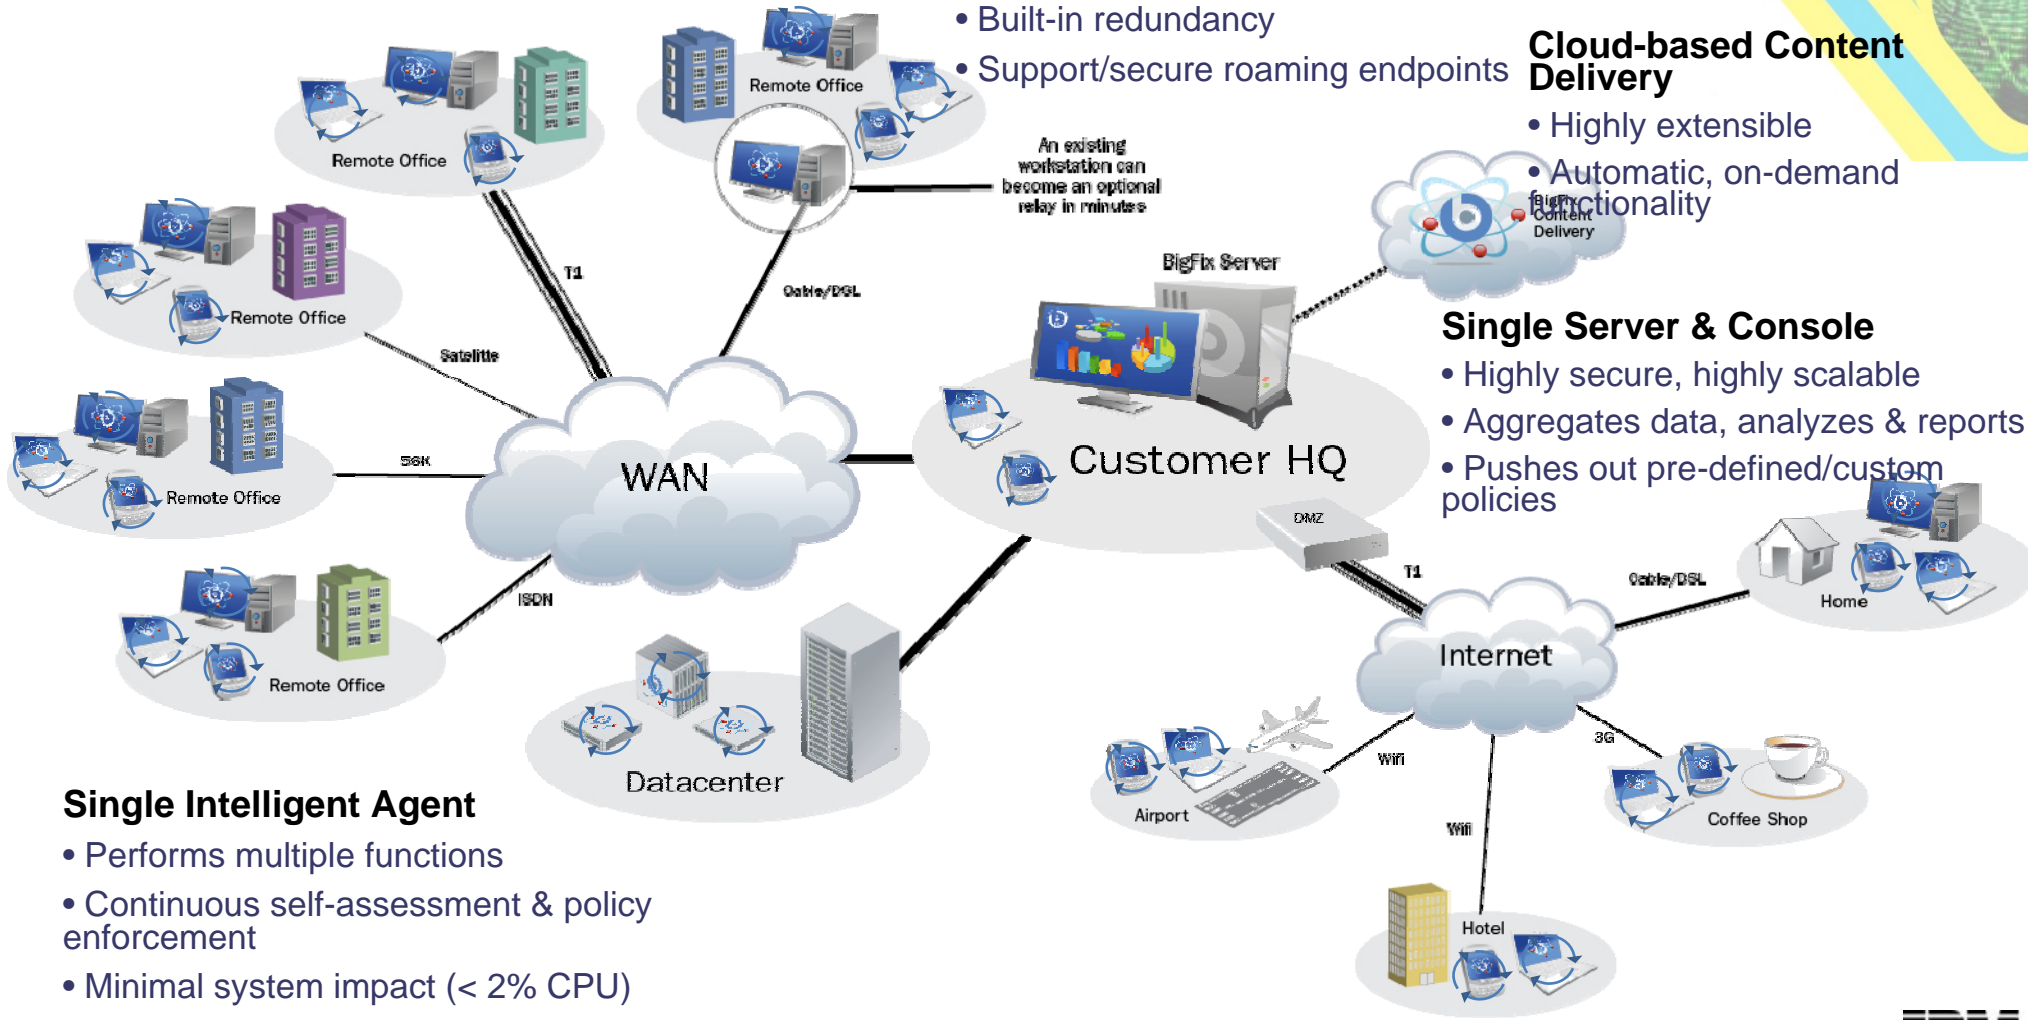 • Built-in redundancy
• Support/secure roaming endpoints
Cloud-based Content
Delivery
• Highly extensible
• Automatic, on-demand
functionality
BigFix
Content
Delivery
Remote Office
Remote Office
An existing
workstation can
become an optional
relay in minutes
T1
Cable/DSL
BigFix Server
Remote Office
Satellite
Single Server & Console
• Highly secure, highly scalable
• Aggregates data, analyzes & reports
• Pushes out pre-defined/custom
policies
Remote Office
56K
WAN
Customer HQ
DMZ
ISDN
Remote Office
T1
Cable/DSL
Home
Internet
Datacenter
Airport
Wifi
Wifi
3G
Coffee Shop
Hotel
Single Intelligent Agent
• Performs multiple functions
• Continuous self-assessment & policy
enforcement
• Minimal system impact (< 2% CPU)